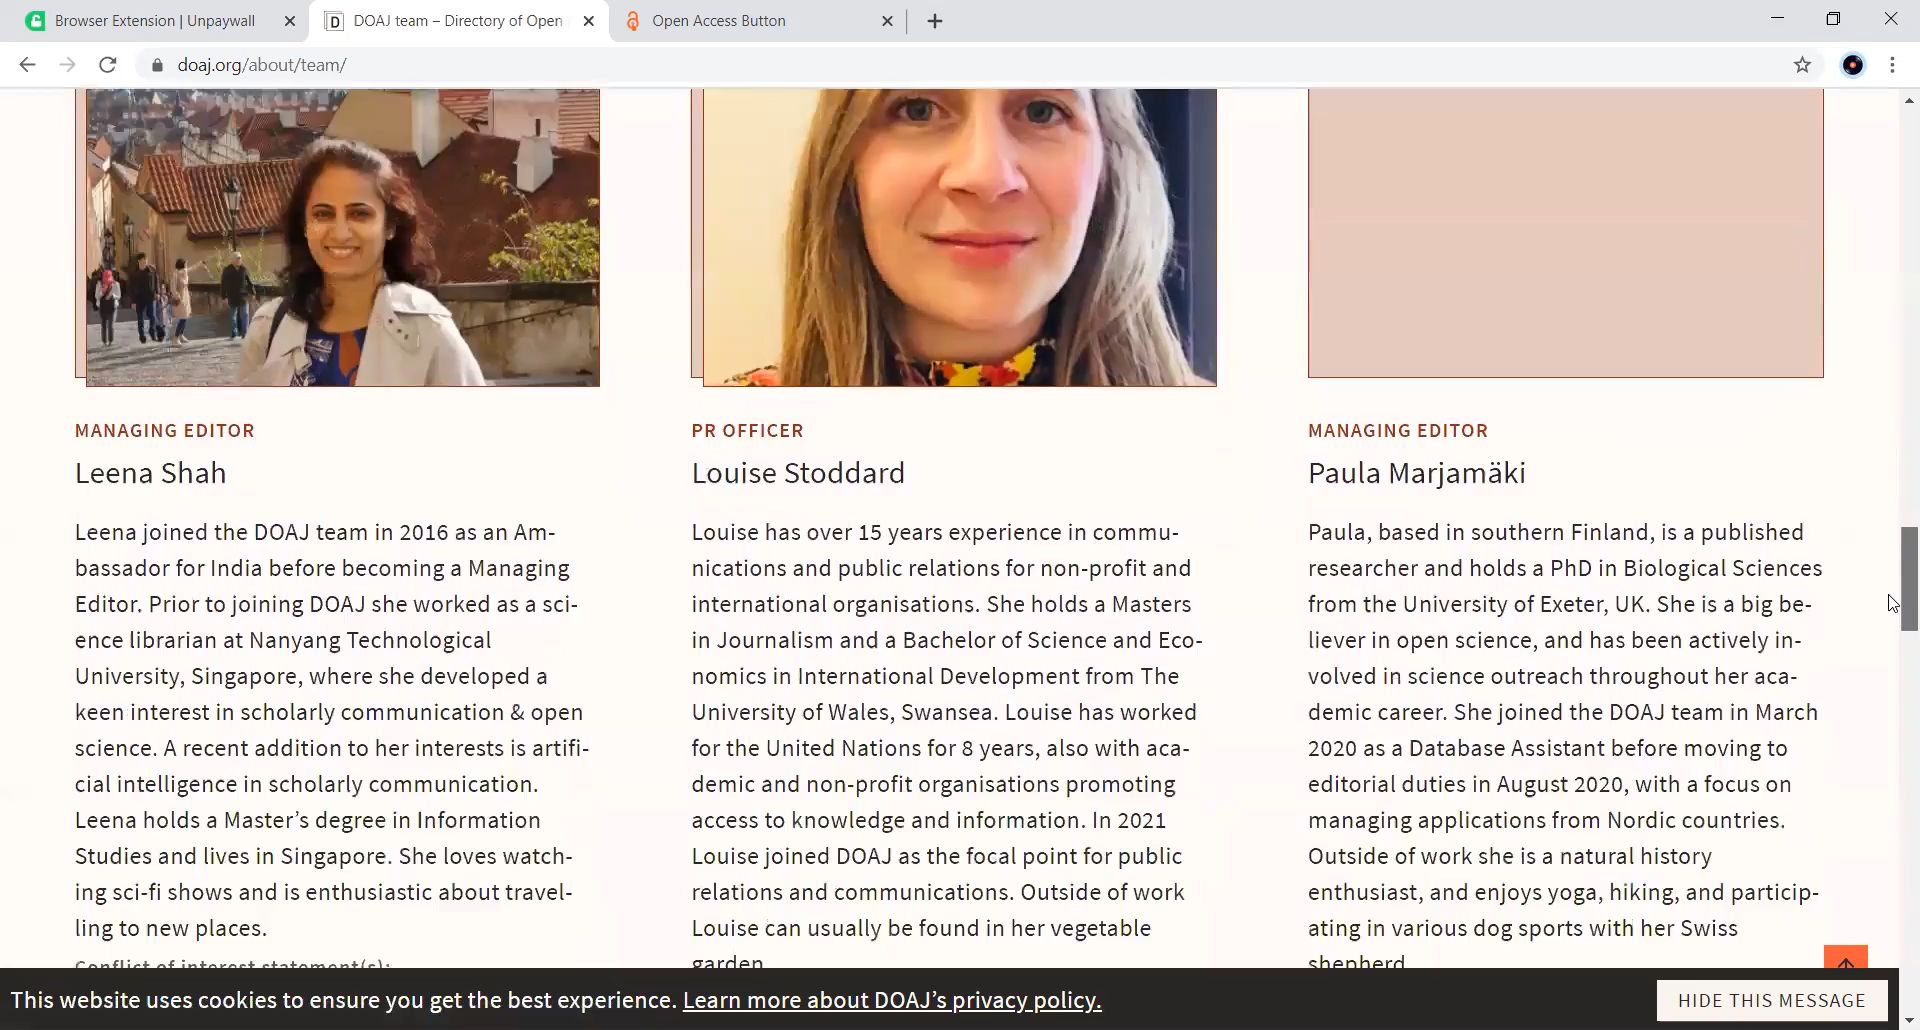 Browser Extension | Unpaywall
DOAJ team – Directory of Open
Open Access Button
doaj.org/about/team/
MANAGING EDITOR
Leena Shah
Leena joined the DOAJ team in 2016 as an Am-
bassador for India before becoming a Managing
Editor. Prior to joining DOAJ she worked as a sci-
ence librarian at Nanyang Technological
University, Singapore, where she developed a
keen interest in scholarly communication & open
science. A recent addition to her interests is artifi-
cial intelligence in scholarly communication.
Leena holds a Master’s degree in Information
Studies and lives in Singapore. She loves watch-
ing sci-fi shows and is enthusiastic about travel-
ling to new places.
Conflict of interest statement(s):
PR OFFICER
Louise Stoddard
Louise has over 15 years experience in commu-
nications and public relations for non-profit and
international organisations. She holds a Masters
in Journalism and a Bachelor of Science and Eco-
nomics in International Development from The
University of Wales, Swansea. Louise has worked
for the United Nations for 8 years, also with aca-
demic and non-profit organisations promoting
access to knowledge and information. In 2021
Louise joined DOAJ as the focal point for public
relations and communications. Outside of work
Louise can usually be found in her vegetable
garden
MANAGING EDITOR
Paula Marjamäki
Paula, based in southern Finland, is a published
researcher and holds a PhD in Biological Sciences
from the University of Exeter, UK. She is a big be-
liever in open science, and has been actively in-
volved in science outreach throughout her aca-
demic career. She joined the DOAJ team in March
2020 as a Database Assistant before moving to
editorial duties in August 2020, with a focus on
managing applications from Nordic countries.
Outside of work she is a natural history
enthusiast, and enjoys yoga, hiking, and particip-
ating in various dog sports with her Swiss
shepherd
This website uses cookies to ensure you get the best experience. Learn more about DOAJ’s privacy policy.
HIDE THIS MESSAGE